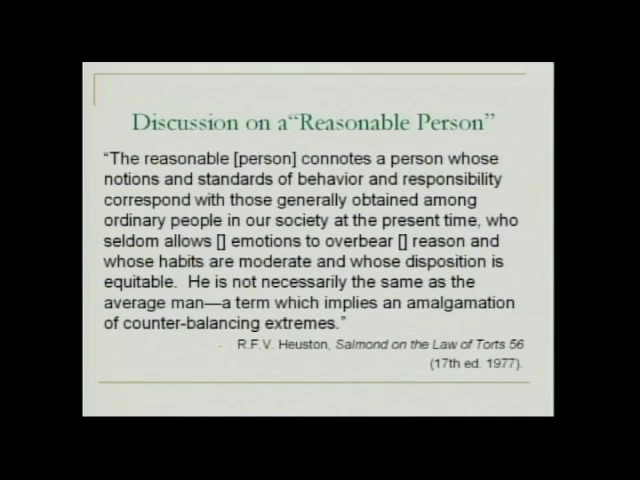 Discussion on a“Reasonable Person”
“The reasonable [person] connotes a person whose
notions and standards of behavior and responsibility
correspond with those generally obtained among
ordinary people in our society at the present time, who
seldom allows [] emotions to overbear [] reason and
whose habits are moderate and whose disposition is
equitable.  He is not necessarily the same as the
average man—a term which implies an amalgamation
of counter-balancing extremes.”
R.F.V. Heuston, Salmond on the Law of Torts 56
(17th ed. 1977).